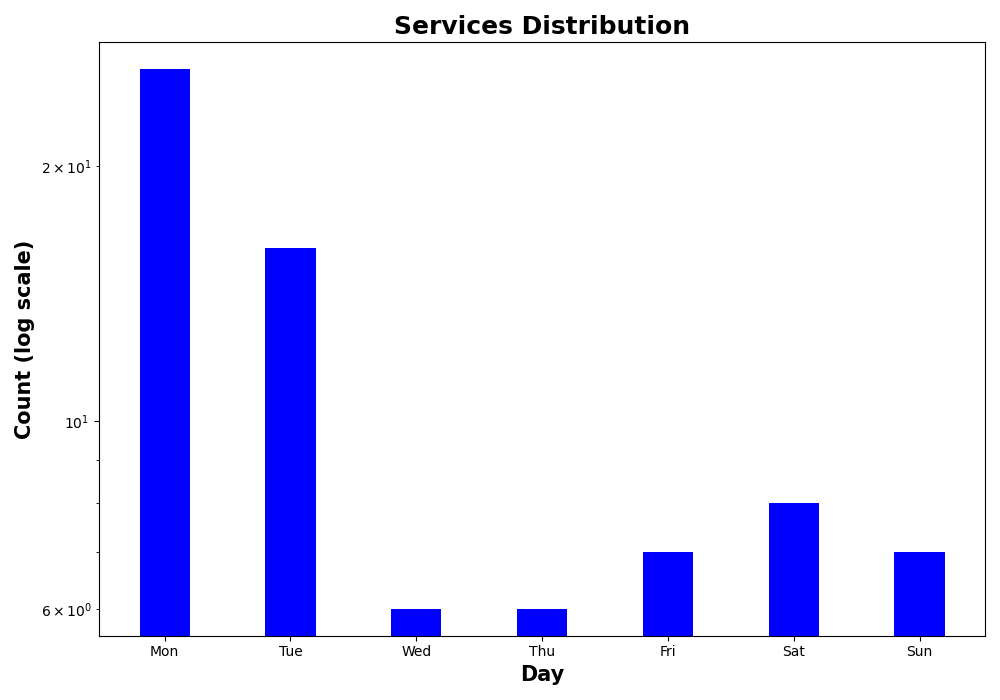 Services Distribution
Count (log scale)
2 × 10¹
10¹
6 × 10⁰
Mon Tue Wed Thu Fri Sat Sun
Day